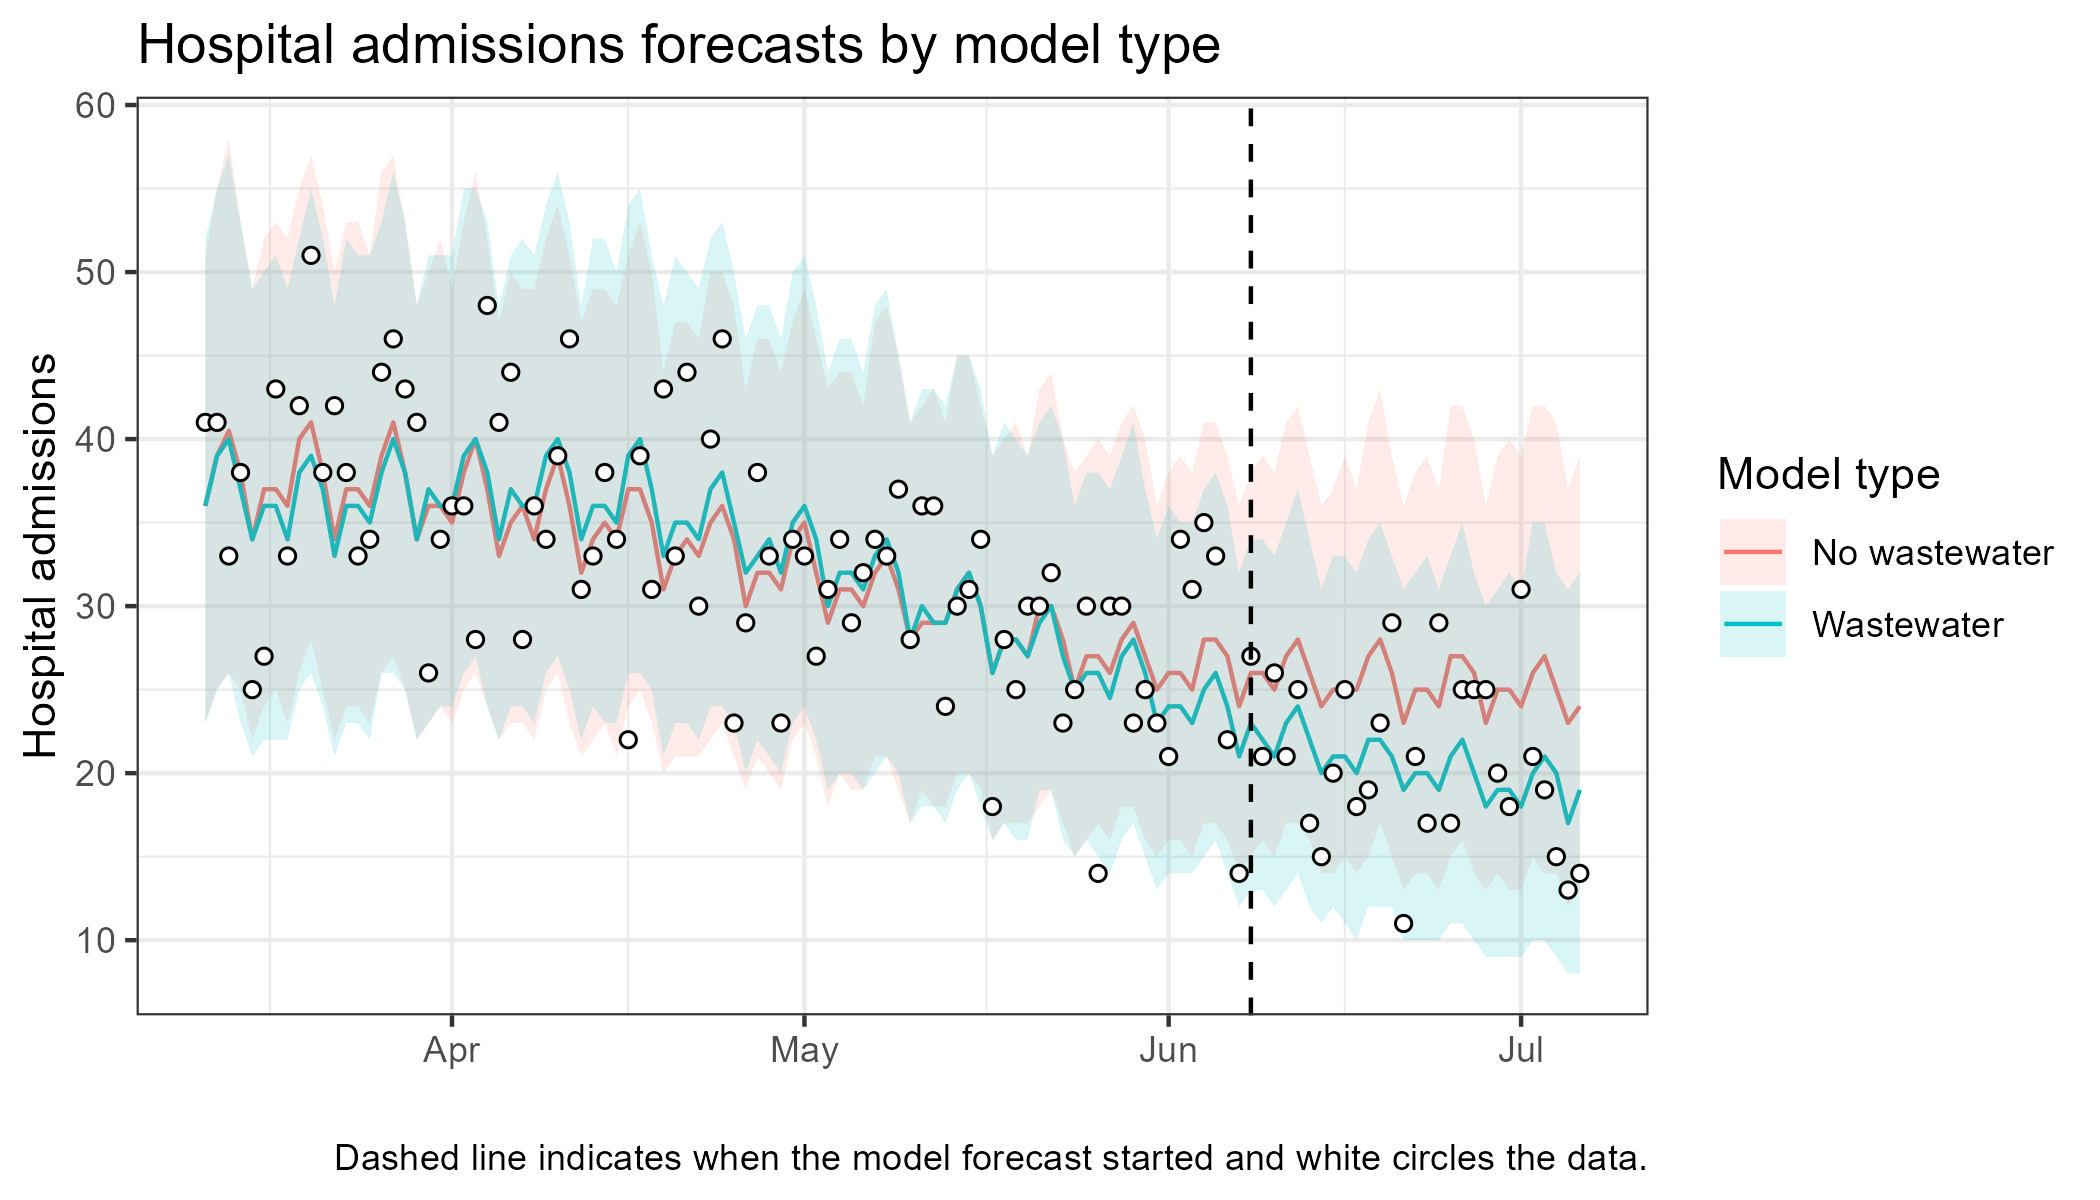 Hospital admissions forecasts by model type
Hospital admissions
60
50
40
30
20
10
Apr
May
Jun
Jul
Model type
No wastewater
Wastewater
Dashed line indicates when the model forecast started and white circles the data.